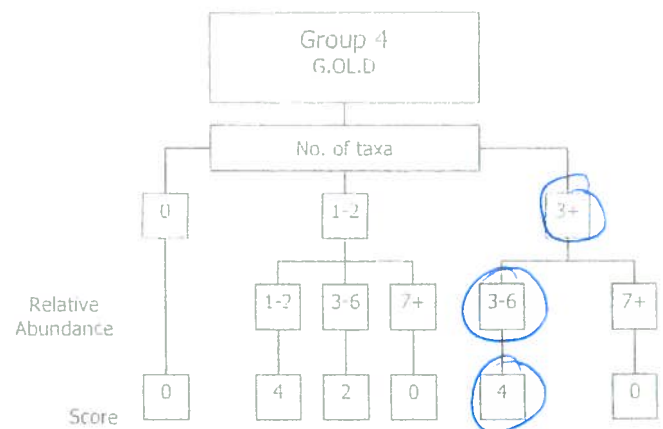 Group 4
G.OL.D
No. of taxa
0 1-2 3+
Relative
Abundance
1-2 3-6 7+ 3-6 7+
Score
0 4 2 0 4 0